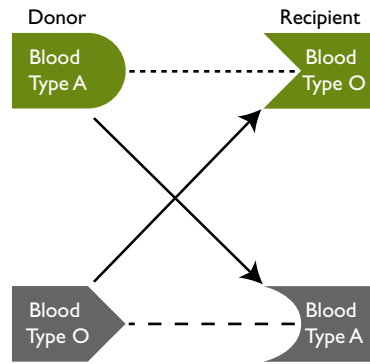 Donor
Recipient
Blood
Type A
Blood
Type O
Blood
Type O
Blood
Type A